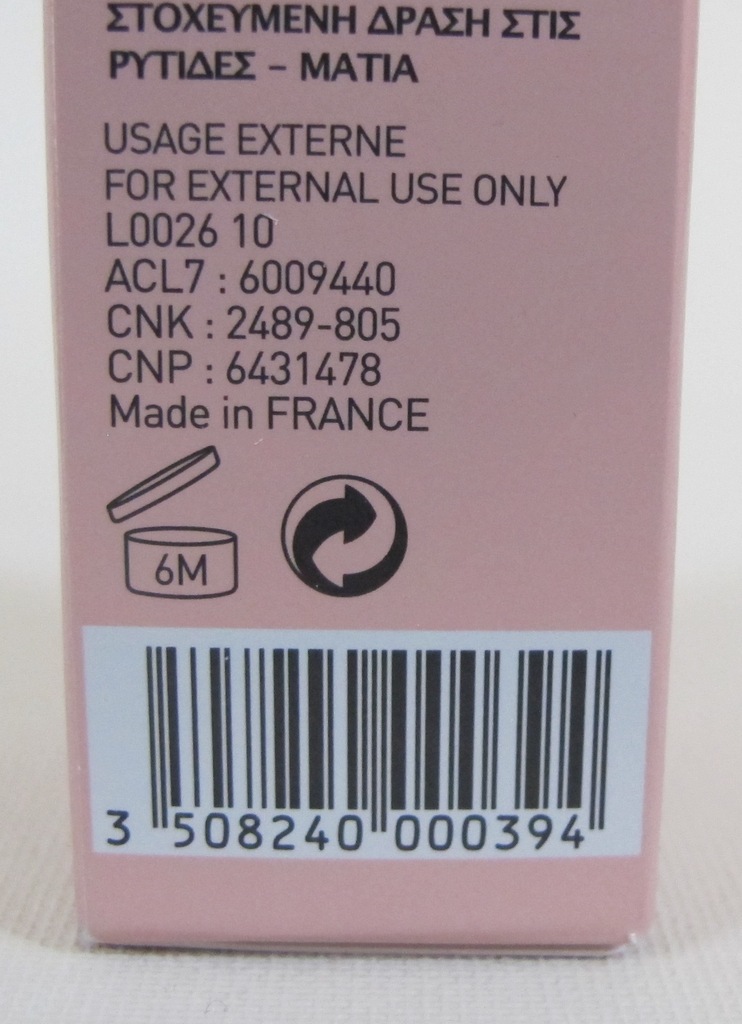 ΣΤΟΧΕΥΜΕΝΗ ΔΡΑΣΗ ΣΤΙΣ
ΡΥΤΙΔΕΣ – ΜΑΤΙΑ
USAGE EXTERNE
FOR EXTERNAL USE ONLY
L0026 10
ACL7 : 6009440
CNK : 2489-805
CNP : 6431478
Made in FRANCE
6M
3 508240 000394